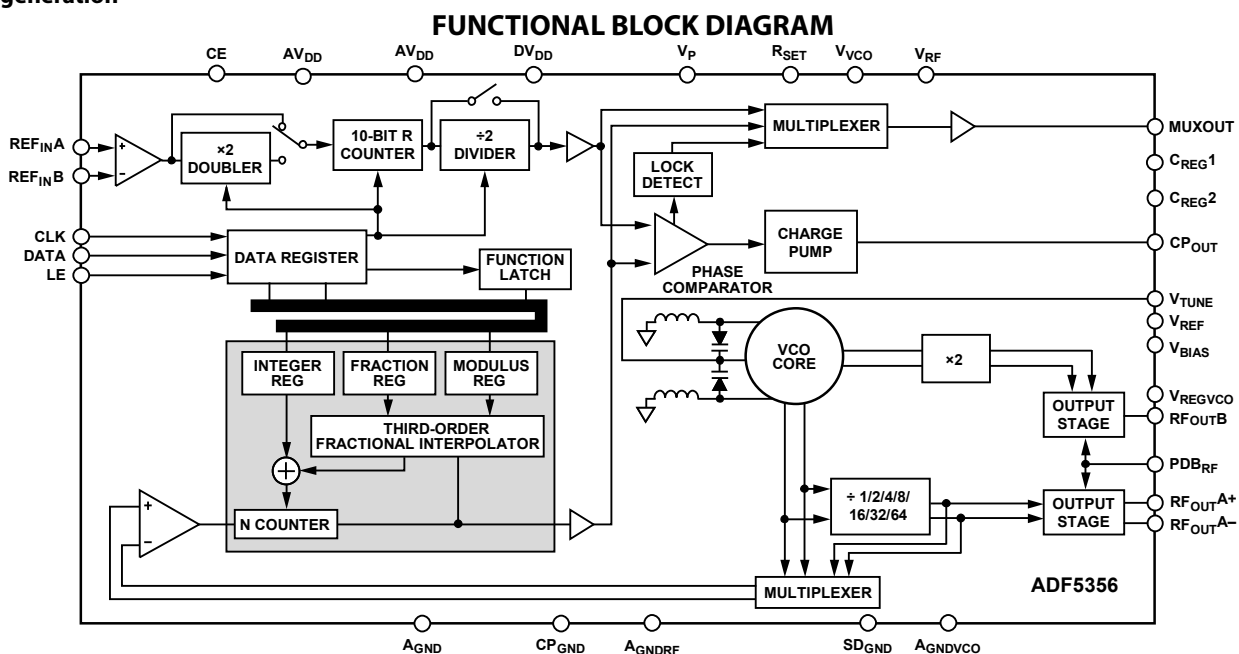 generation
FUNCTIONAL BLOCK DIAGRAM
CE
AVDD
AVDD
DVDD
VP
RSET
VVCO
VRF
REFINA
REFINB
+
−
×2
DOUBLER
10-BIT R
COUNTER
÷2
DIVIDER
MULTIPLEXER
MUXOUT
LOCK
DETECT
CREG1
CREG2
CLK
DATA
LE
DATA REGISTER
FUNCTION
LATCH
PHASE
COMPARATOR
CHARGE
PUMP
CPOUT
VTUNE
VREF
VBIAS
INTEGER
REG
FRACTION
REG
MODULUS
REG
VCO
CORE
×2
VREGVCO
OUTPUT
STAGE
RFOUTB
THIRD-ORDER
FRACTIONAL INTERPOLATOR
+
PDBRF
+
−
N COUNTER
÷ 1/2/4/8/
16/32/64
OUTPUT
STAGE
RFOUTA+
RFOUTA−
MULTIPLEXER
ADF5356
AGND
CPGND
AGNDRF
SDGND
AGNDVCO